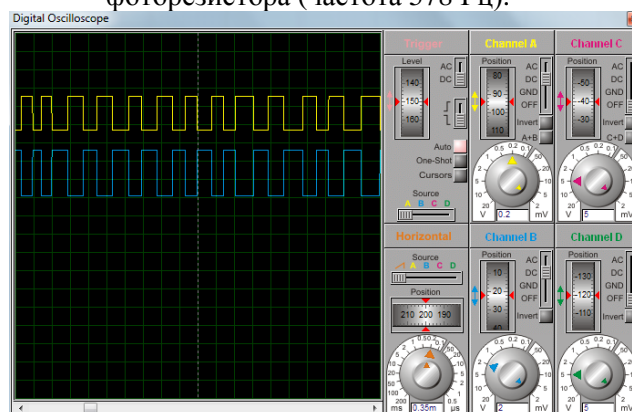 фоторезистора (частота 578 Гц).
Digital Oscilloscope
Trigger
Level
-140
-150
-160
AC
DC
Auto
One-Shot
Cursors
Source
A B C D
Channel A
Position
80
-90
-100
110
AC
DC
GND
OFF
Invert
A+B
V 0.2 mV
Channel C
Position
-50
-40
-30
AC
DC
GND
OFF
Invert
C+D
V 5 mV
Horizontal
Source
A B C D
Position
210 200 190
ms 0.35m µs
Channel B
Position
10
20
30
40
AC
DC
GND
OFF
Invert
V 2 mV
Channel D
Position
-130
-120
-110
AC
DC
GND
OFF
Invert
V 5 mV